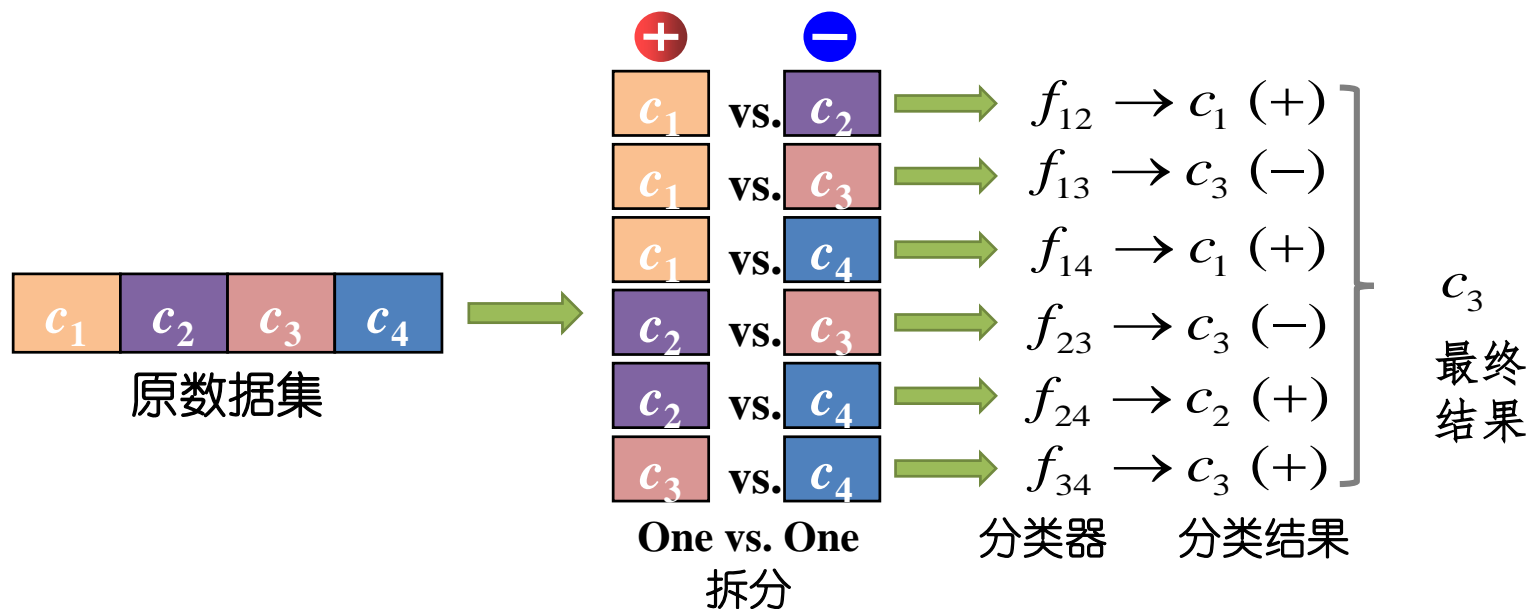 + −
c₁ vs. c₂ f₁₂ → c₁ (+)
c₁ vs. c₃ f₁₃ → c₃ (−)
c₁ vs. c₄ f₁₄ → c₁ (+)
c₂ vs. c₃ f₂₃ → c₃ (−)
c₂ vs. c₄ f₂₄ → c₂ (+)
c₃ vs. c₄ f₃₄ → c₃ (+)
c₁ c₂ c₃ c₄
原数据集
One vs. One
拆分
分类器
分类结果
c₃
最终
结果